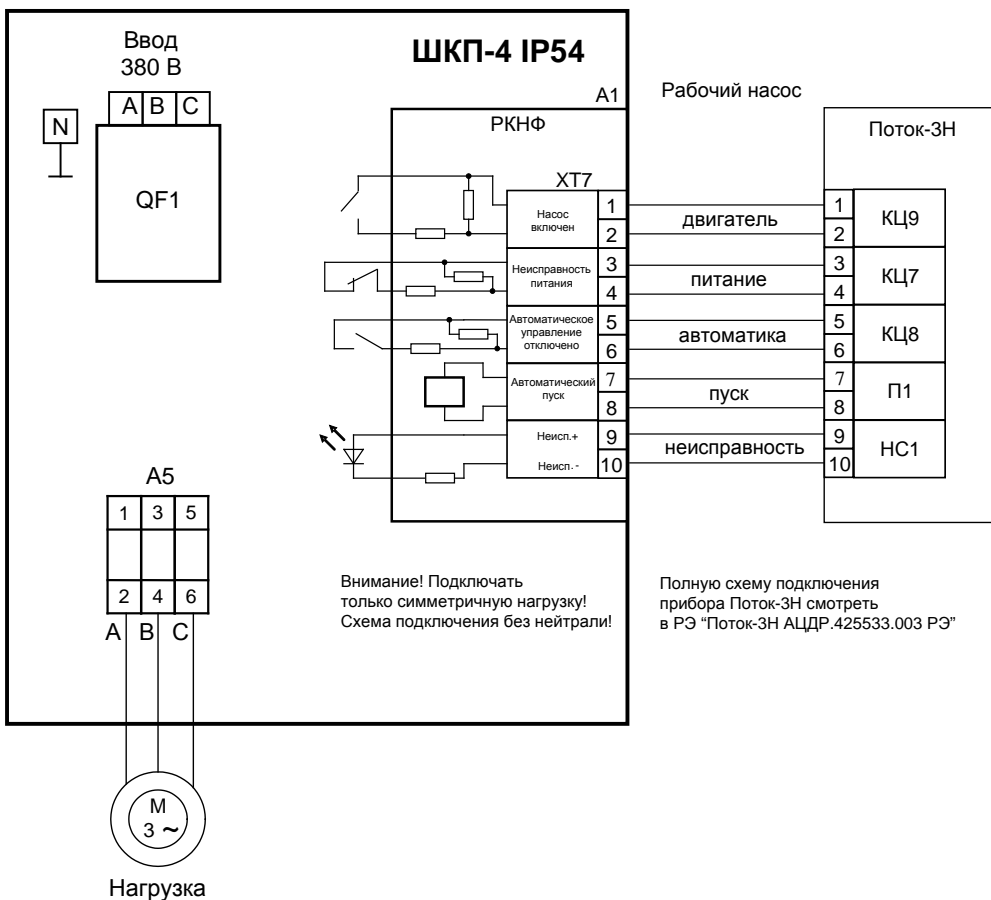 Ввод
380 В
ШКП-4 IP54
A B C
N
QF1
A1
РКНФ
XT7
Рабочий насос
Поток-3Н
Насос
включен
1
2
двигатель
1
2
КЦ9
Неисправность
питания
3
4
питание
3
4
КЦ7
Автоматическое
управление
отключено
5
6
автоматика
5
6
КЦ8
Автоматический
пуск
7
8
пуск
7
8
П1
Неисп.+
Неисп.-
9
10
неисправность
9
10
НС1
A5
1 3 5
2 4 6
A B C
Внимание! Подключать
только симметричную нагрузку!
Схема подключения без нейтрали!
Полную схему подключения
прибора Поток-3Н смотреть
в РЭ “Поток-3Н АЦДР.425533.003 РЭ”
M
3 ~
Нагрузка